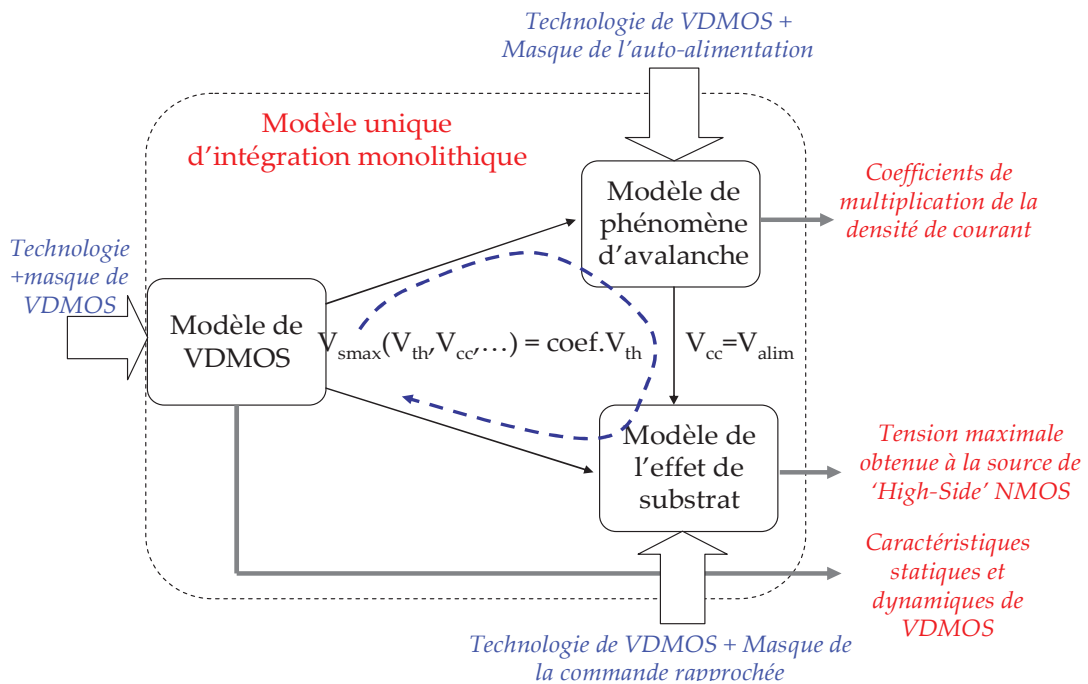 Technologie de VDMOS +
Masque de l'auto-alimentation
Modèle unique
d'intégration monolithique
Modèle de
phénomène
d'avalanche
Coefficients de
multiplication de la
densité de courant
Technologie
+masque de
VDMOS
Modèle de
VDMOS
Vsmax(Vth,Vcc,…) = coef.Vth
Vcc=Valim
Modèle de
l'effet de
substrat
Tension maximale
obtenue à la source de
'High-Side' NMOS
Caractéristiques
statiques et
dynamiques de
VDMOS
Technologie de VDMOS + Masque de
la commande rapprochée